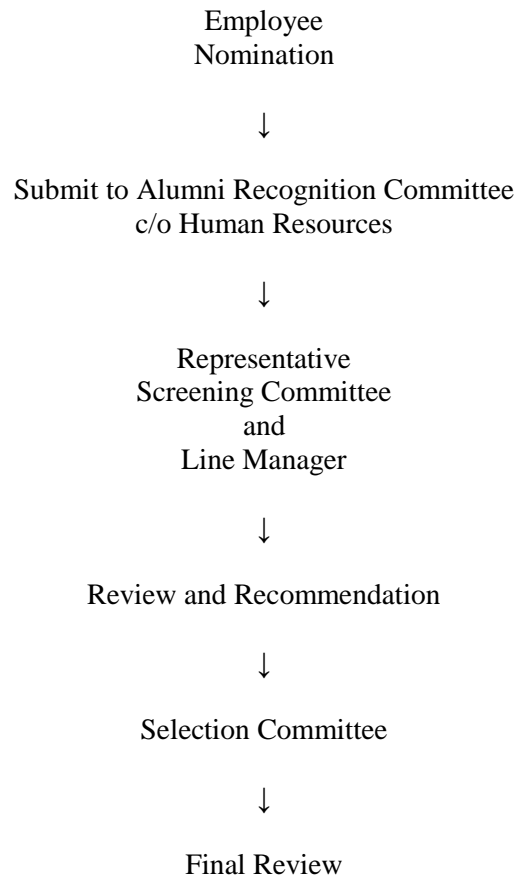 Employee
Nomination
↓
Submit to Alumni Recognition Committee
c/o Human Resources
↓
Representative
Screening Committee
and
Line Manager
↓
Review and Recommendation
↓
Selection Committee
↓
Final Review